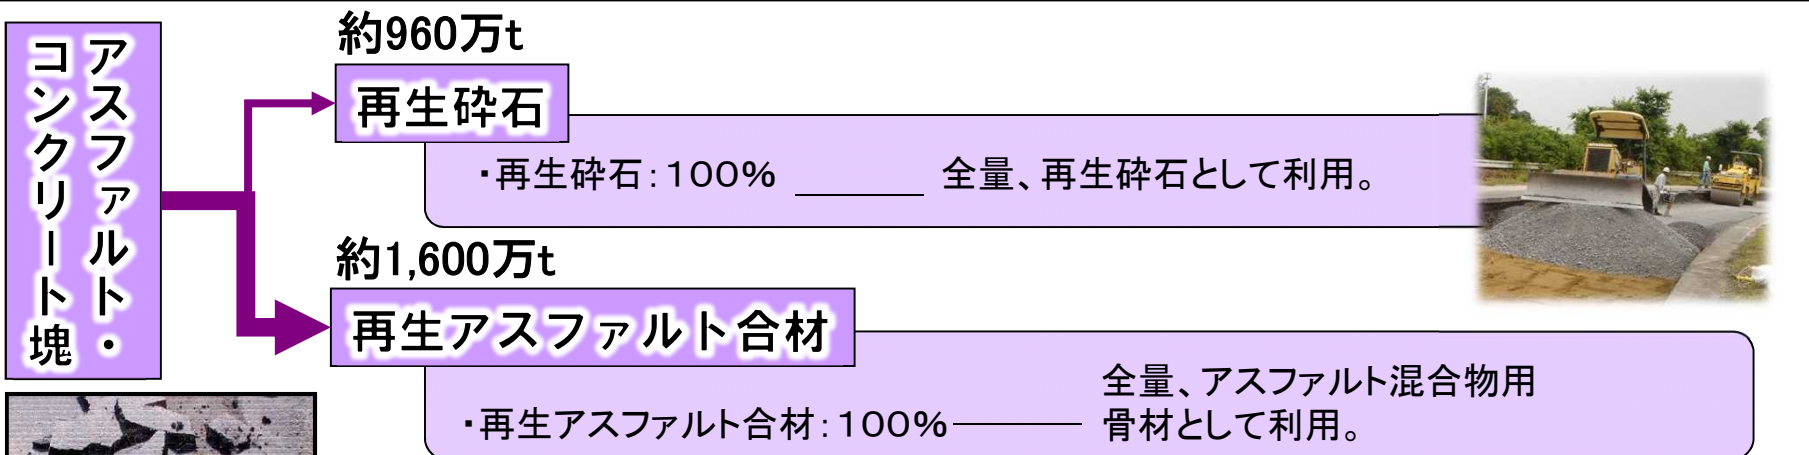 アスファルト・
コンクリート塊
約960万t
再生砕石
・再生砕石：１００％ 全量、再生砕石として利用。
約1,600万t
再生アスファルト合材
・再生アスファルト合材：１００％ 全量、アスファルト混合物用
骨材として利用。